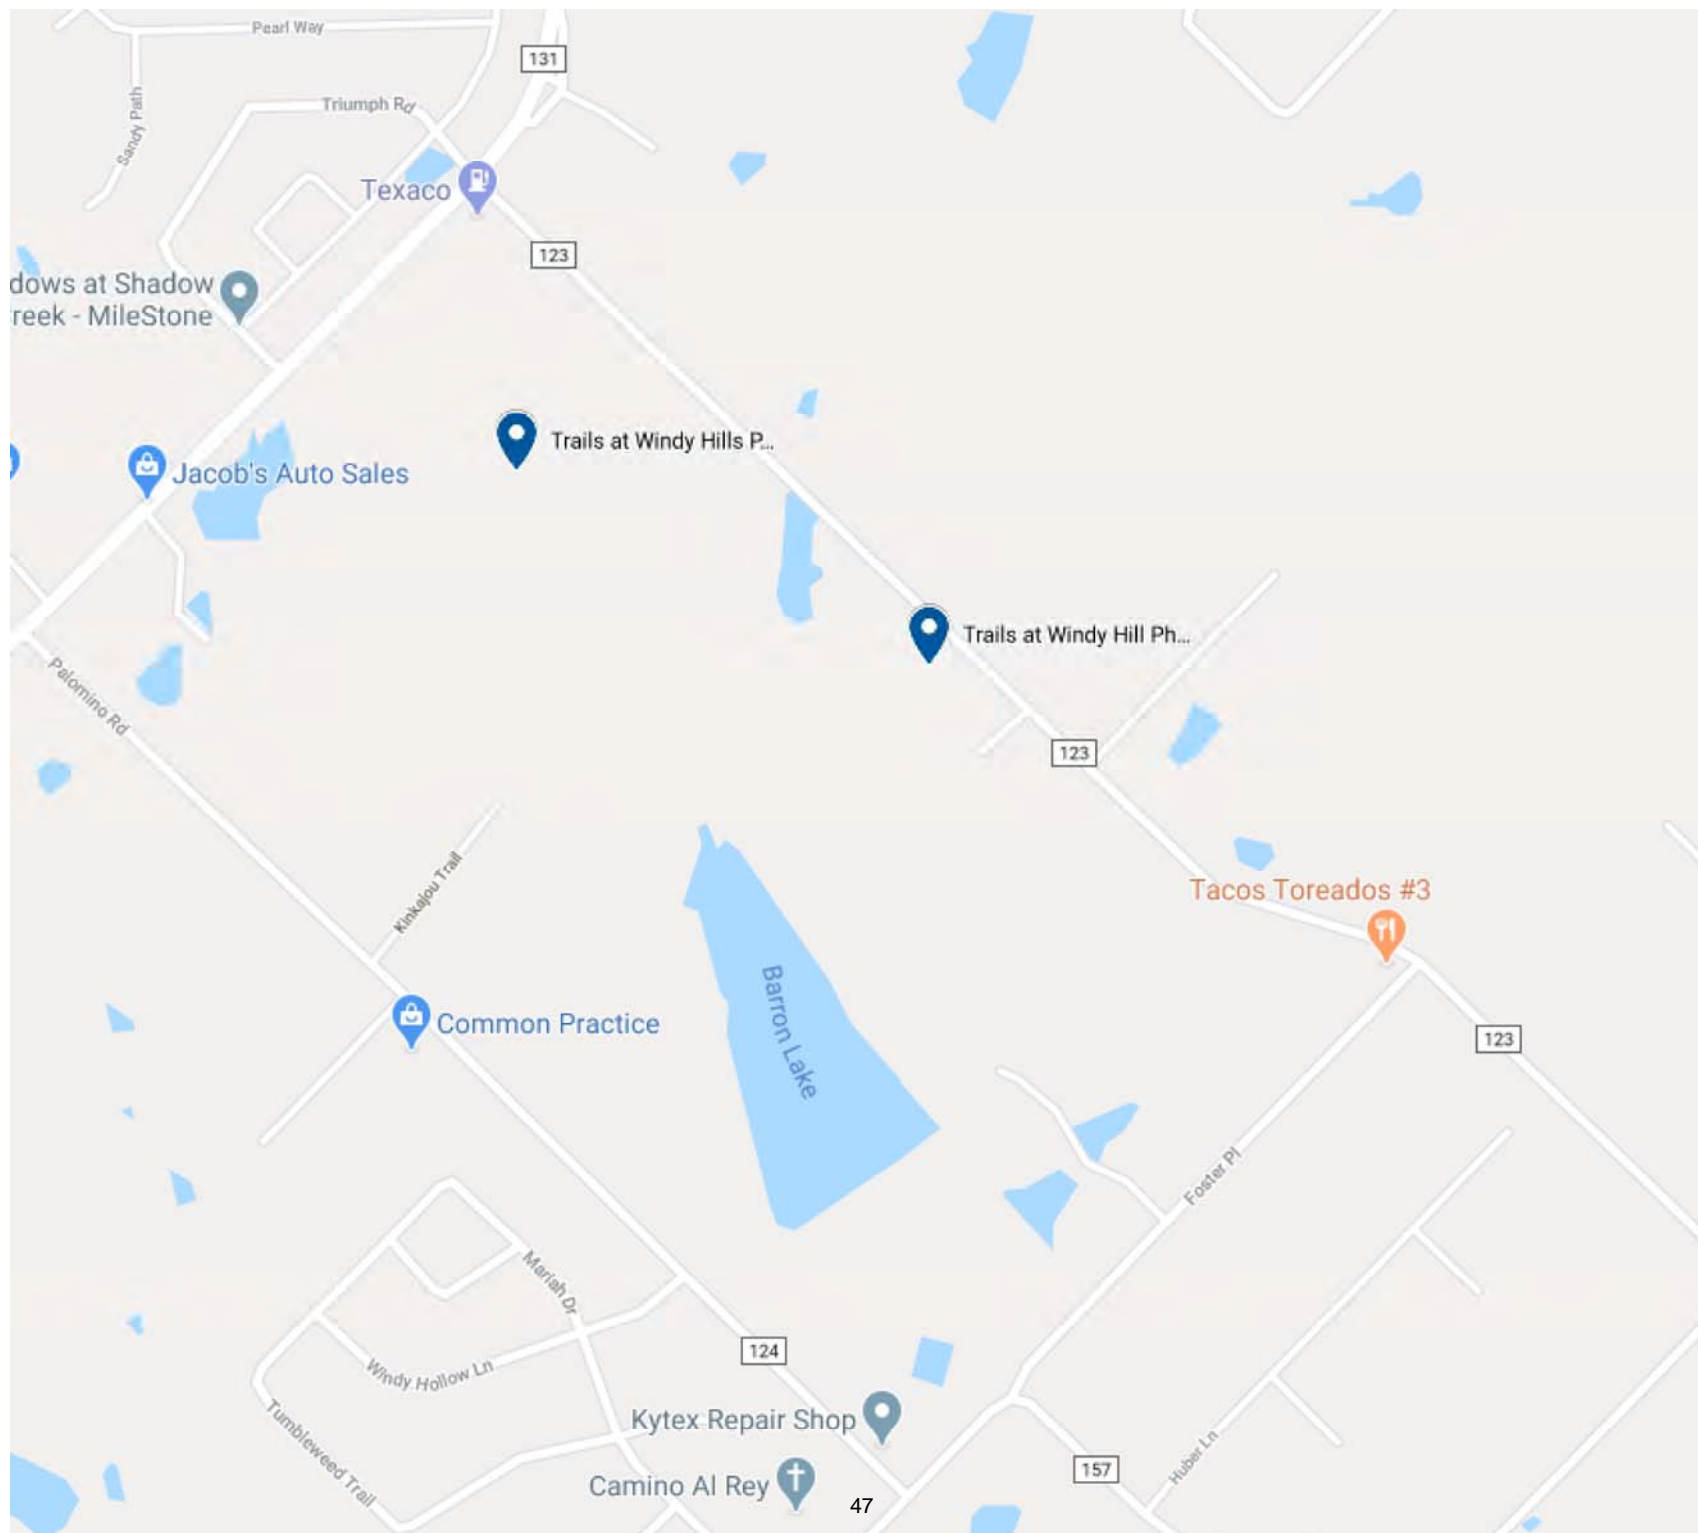 Pearl Way
131
Triumph Rd
Sandy Path
Texaco
123
dows at Shadow
reek - MileStone
Trails at Windy Hills P...
Jacob's Auto Sales
Trails at Windy Hill Ph...
Palomino Rd
123
Kinkajou Trail
Tacos Toreados #3
Barron Lake
Common Practice
123
Foster Pl
Mariah Dr
124
Windy Hollow Ln
Kytex Repair Shop
Tumbleweed Trail
Huber Ln
157
Camino Al Rey
47